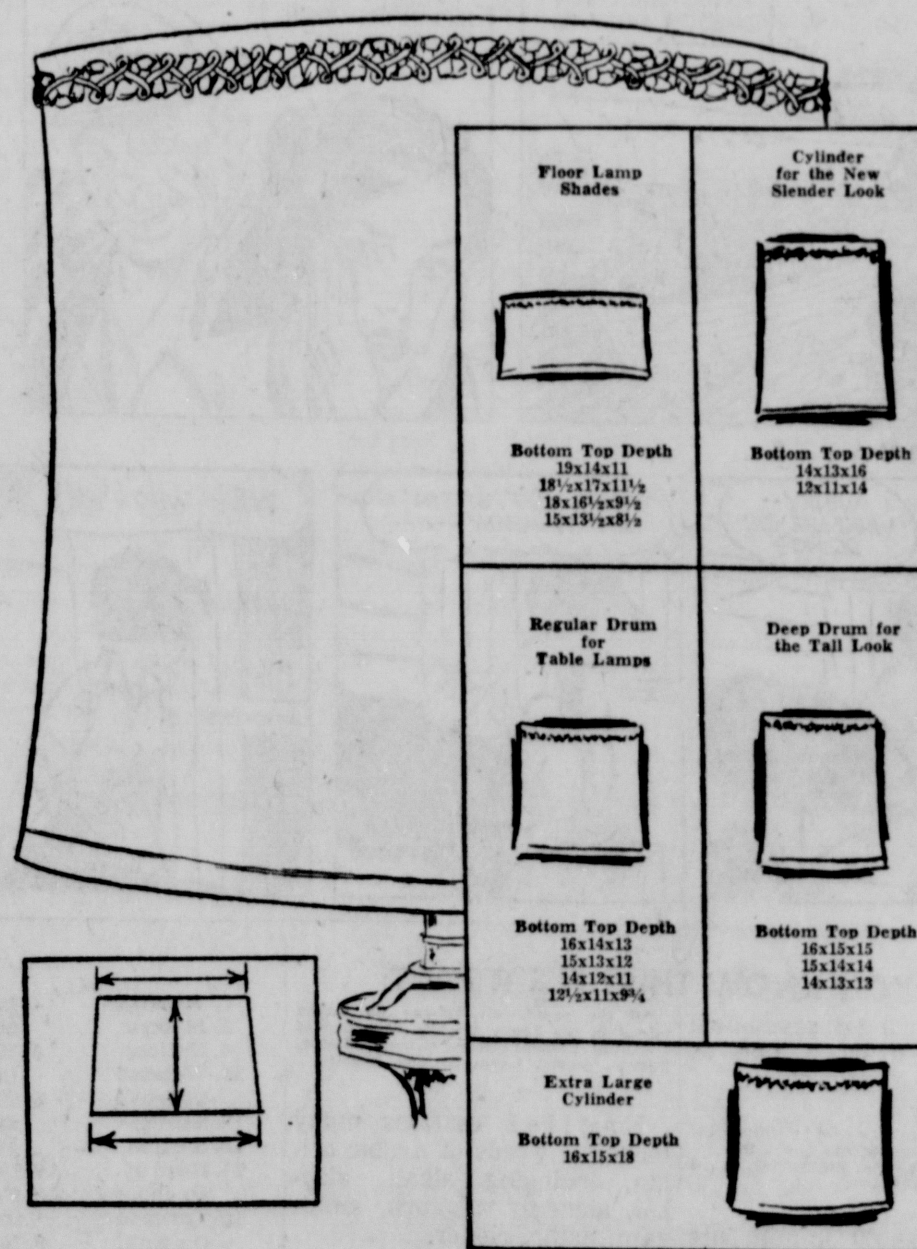 Floor Lamp
Shades
Bottom Top Depth
19x14x11
18½x17x11½
18x16½x9½
15x13½x8½
Cylinder
for the New
Slender Look
Bottom Top Depth
14x13x16
12x11x14
Regular Drum
for
Table Lamps
Bottom Top Depth
16x14x13
15x13x12
14x12x11
12½x11x9¾
Deep Drum for
the Tall Look
Bottom Top Depth
16x15x15
15x14x14
14x13x13
Extra Large
Cylinder
Bottom Top Depth
16x15x18